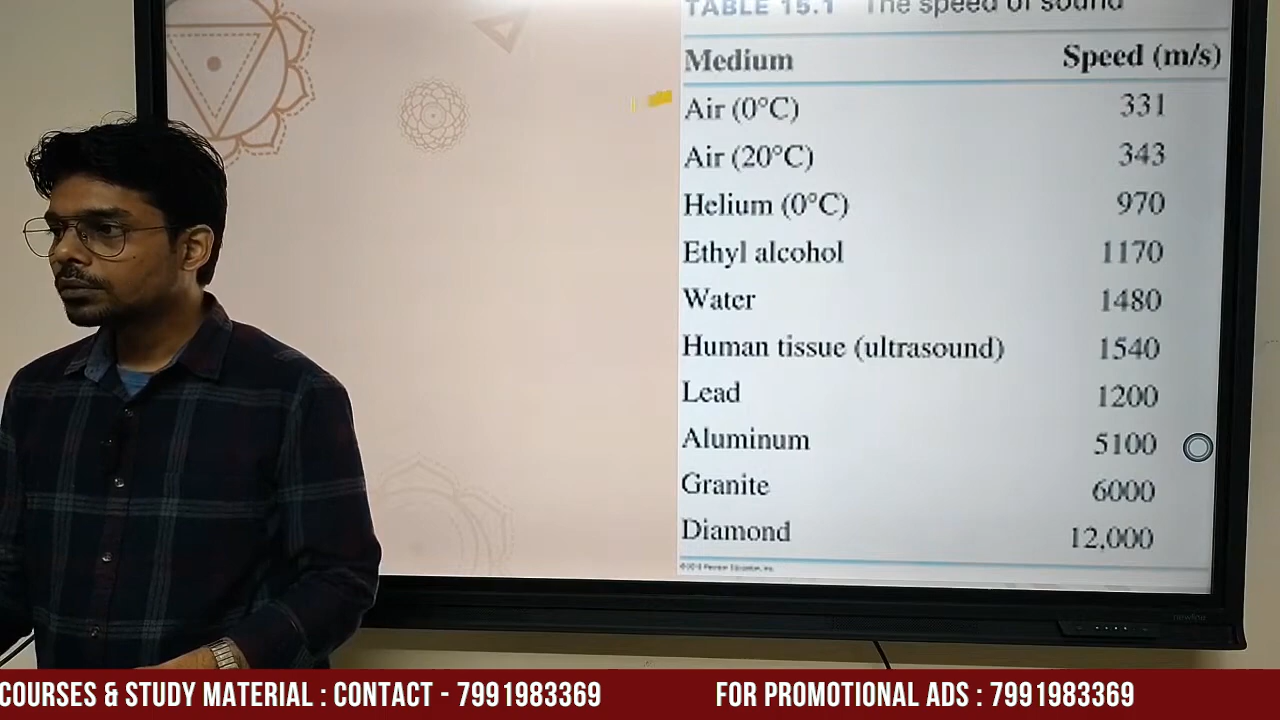 TABLE 15.1 The speed of sound
Medium Speed (m/s)
Air (0°C) 331
Air (20°C) 343
Helium (0°C) 970
Ethyl alcohol 1170
Water 1480
Human tissue (ultrasound) 1540
Lead 1200
Aluminum 5100
Granite 6000
Diamond 12,000
newline
COURSES & STUDY MATERIAL : CONTACT - 7991983369 FOR PROMOTIONAL ADS : 7991983369